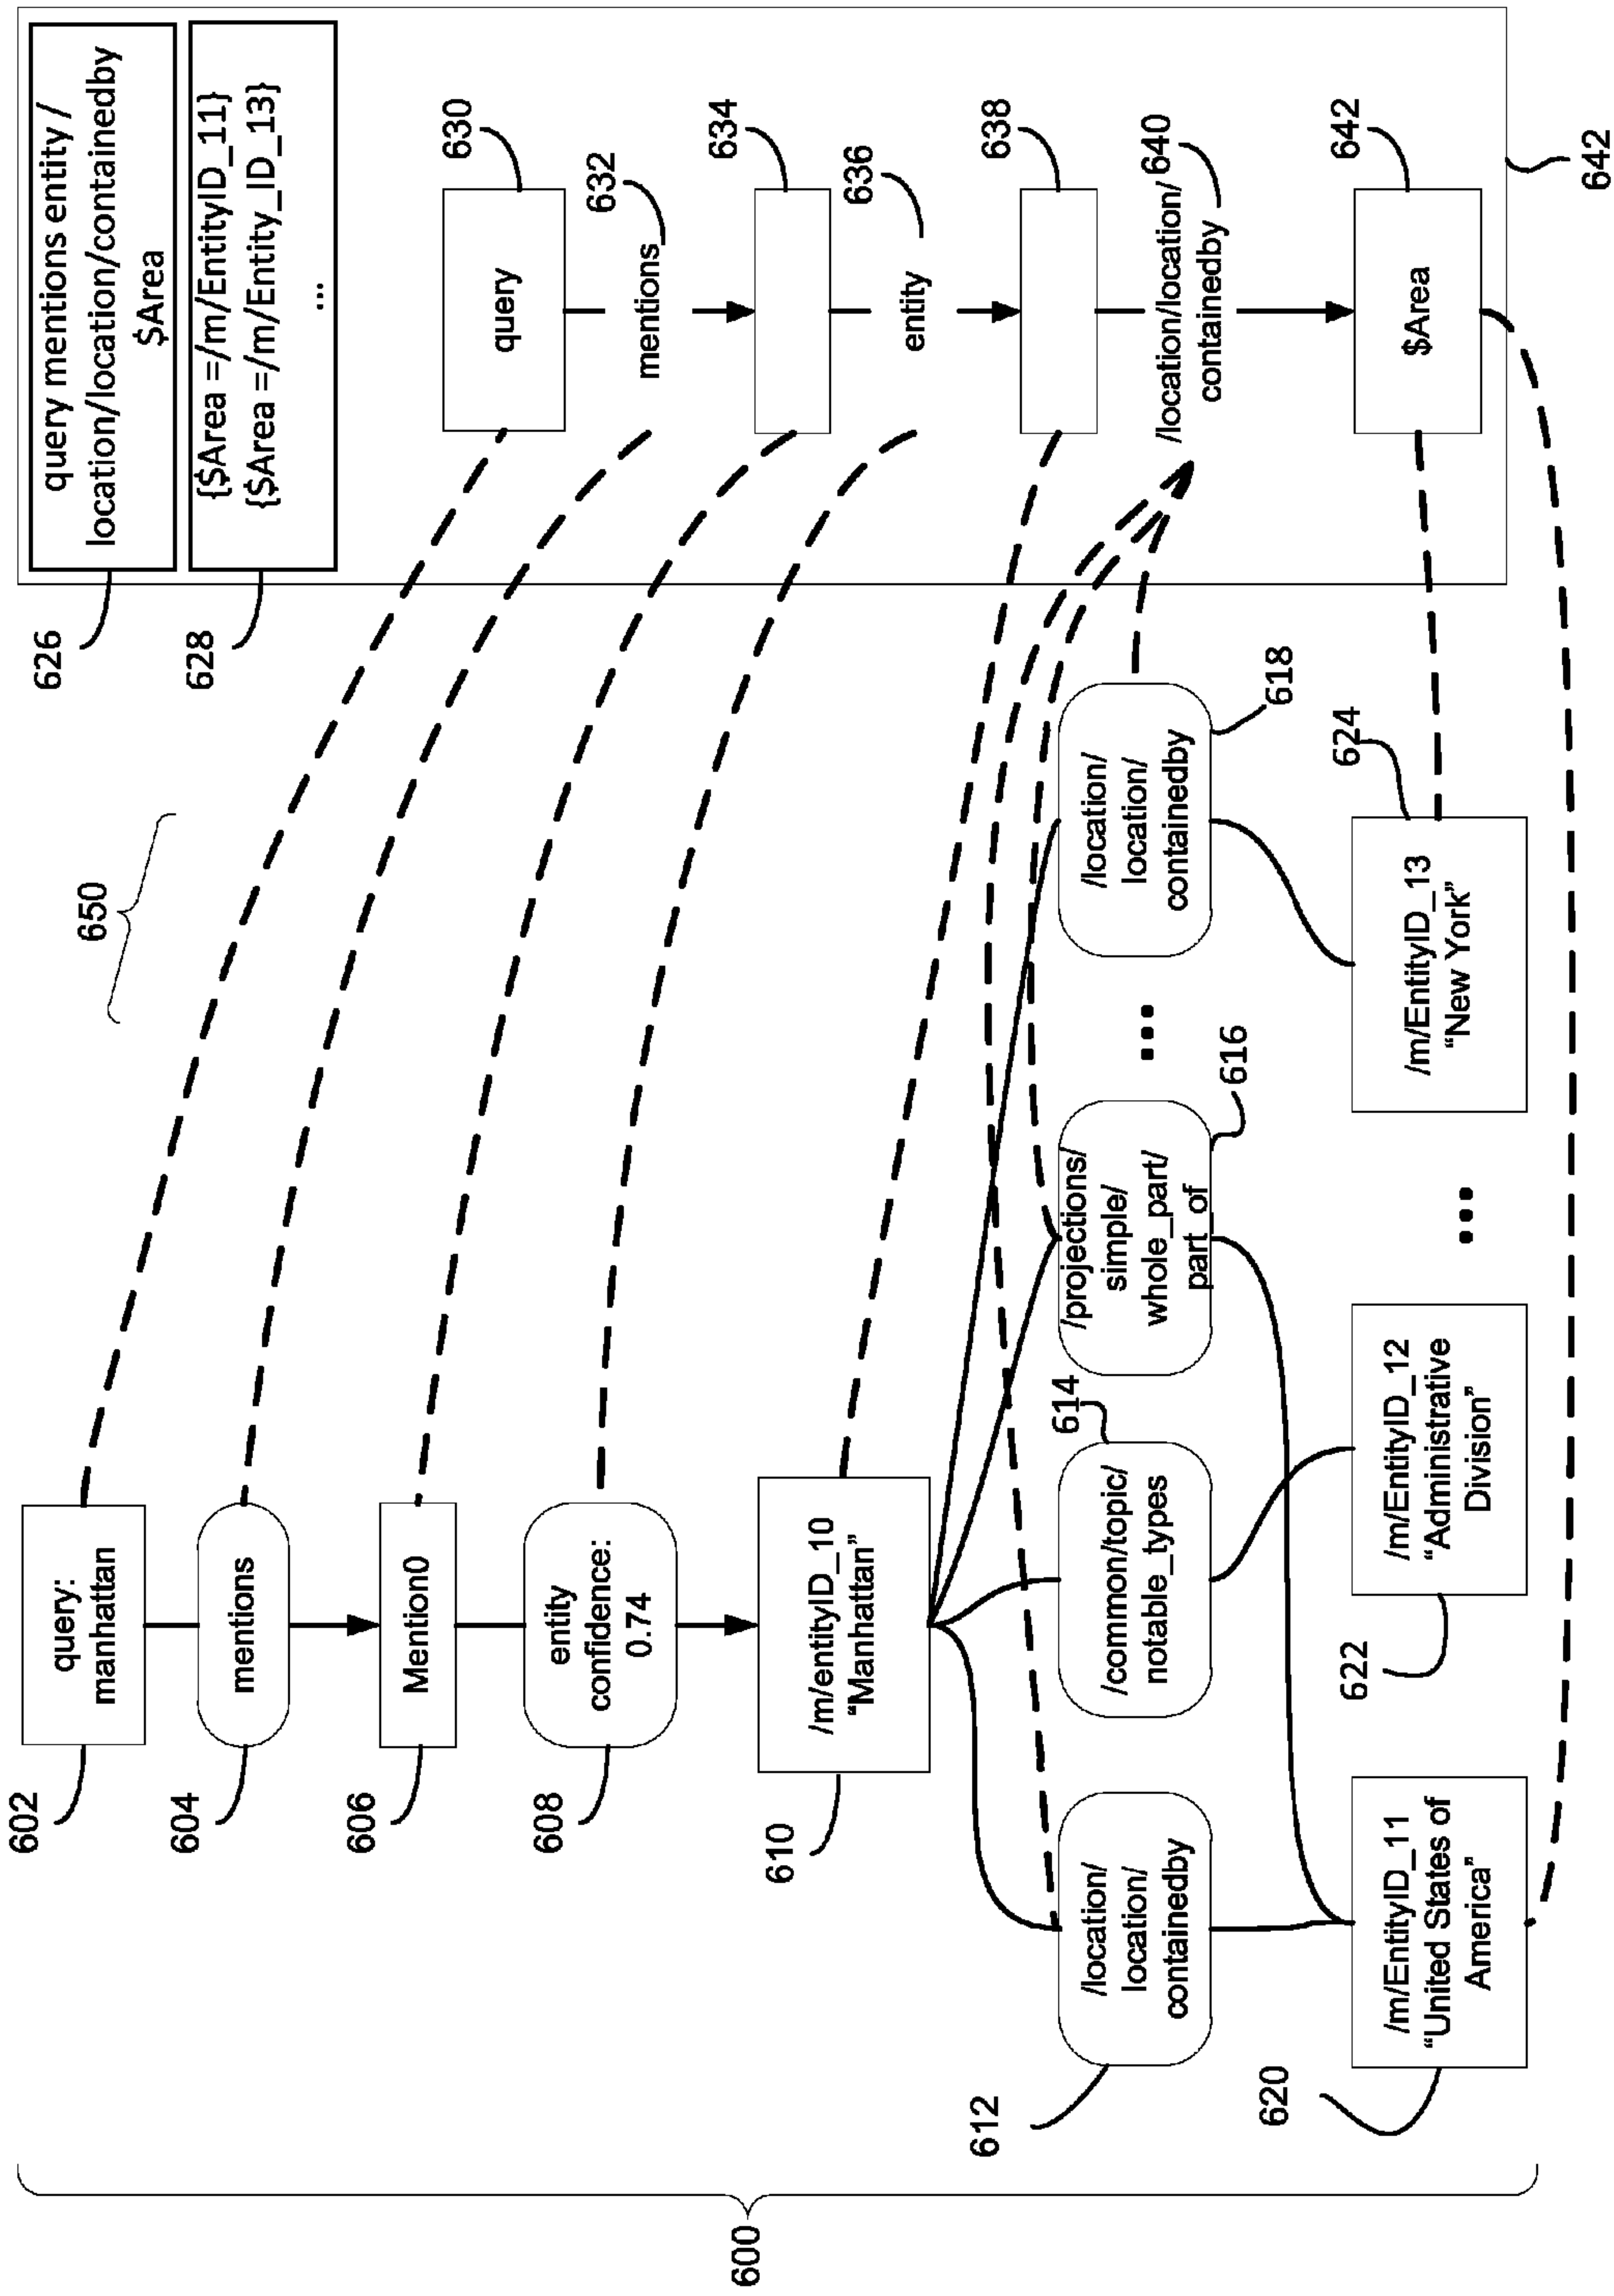 600
602
query:
manhattan
604
mentions
606
Mention0
608
entity
confidence:
0.74
610
/m/entityID_10
“Manhattan”
612
/location/
location/
containedby
614
/common/topic/
notable_types
616
/projections/
simple/
whole_part/
part_of
...
618
/location/
location/
containedby
620
/m/EntityID_11
“United States of
America”
622
/m/EntityID_12
“Administrative
Division”
...
624
/m/EntityID_13
“New York”
650
626
query mentions entity /
location/location/containedby
$Area
628
{$Area =/m/EntityID_11}
{$Area =/m/Entity_ID_13}
...
630
query
632
mentions
634
636
entity
638
640
/location/location/
containedby
642
$Area
642